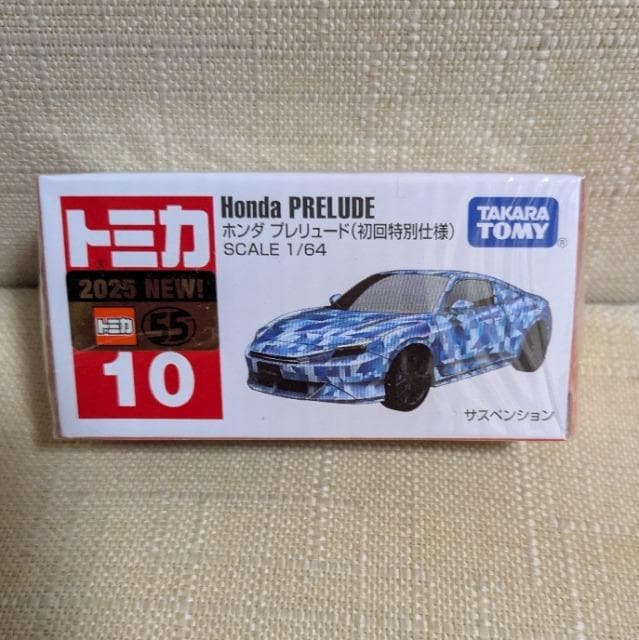 トミカ
2025 NEW!
トミカ 55
10
Honda PRELUDE
ホンダ プレリュード(初回特別仕様)
SCALE 1/64
TAKARA
TOMY®
サスペンション